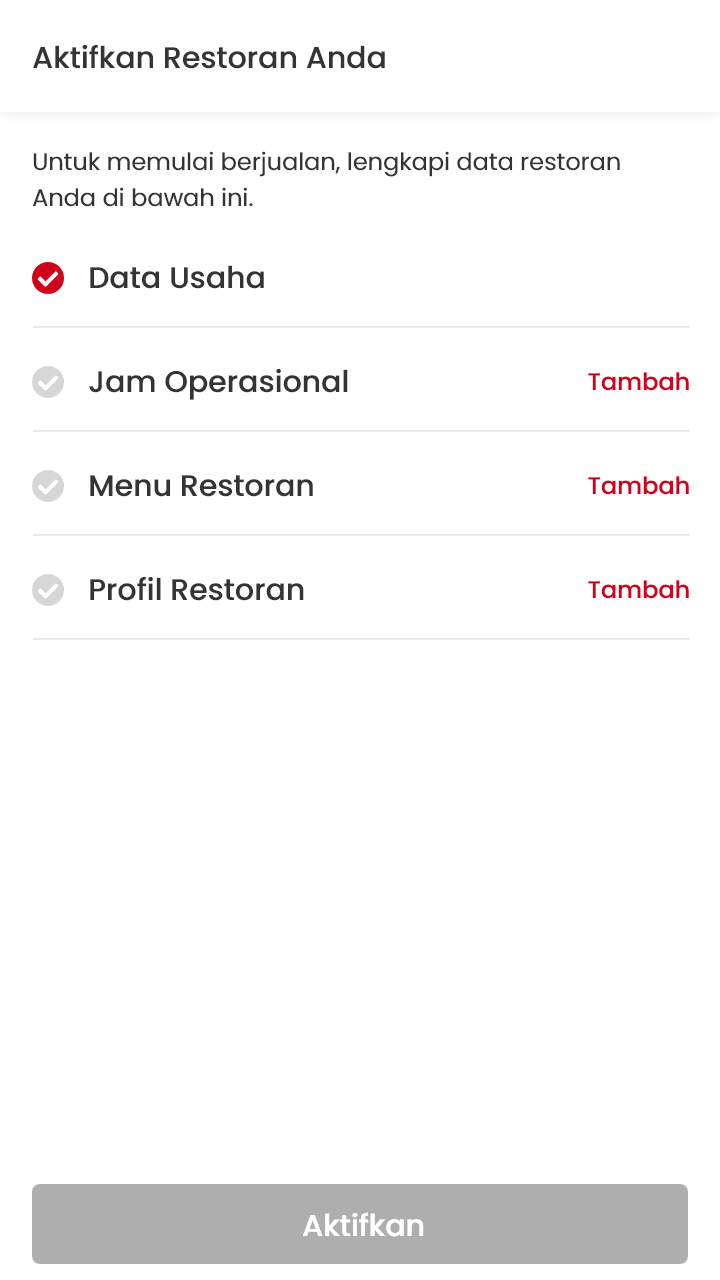 Aktifkan Restoran Anda
Untuk memulai berjualan, lengkapi data restoran
Anda di bawah ini.
Data Usaha
Jam Operasional Tambah
Menu Restoran Tambah
Profil Restoran Tambah
Aktifkan